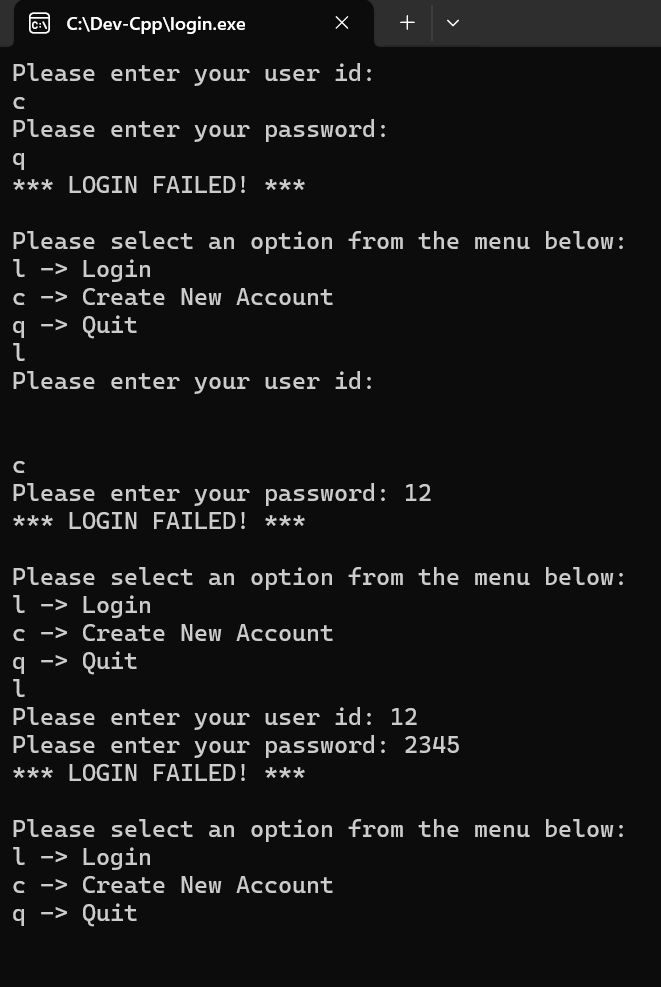 C:\Dev-Cpp\login.exe
Please enter your user id:
c
Please enter your password:
q
*** LOGIN FAILED! ***
Please select an option from the menu below:
l -> Login
c -> Create New Account
q -> Quit
l
Please enter your user id:
c
Please enter your password: 12
*** LOGIN FAILED! ***
Please select an option from the menu below:
l -> Login
c -> Create New Account
q -> Quit
l
Please enter your user id: 12
Please enter your password: 2345
*** LOGIN FAILED! ***
Please select an option from the menu below:
l -> Login
c -> Create New Account
q -> Quit